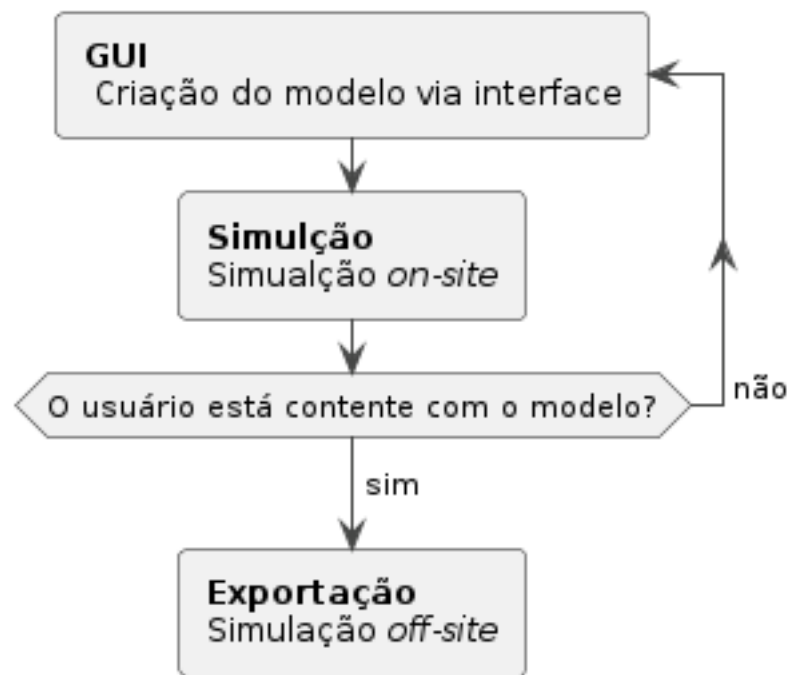 GUI
Criação do modelo via interface
Simulção
Simualção on-site
O usuário está contente com o modelo?
não
sim
Exportação
Simulação off-site